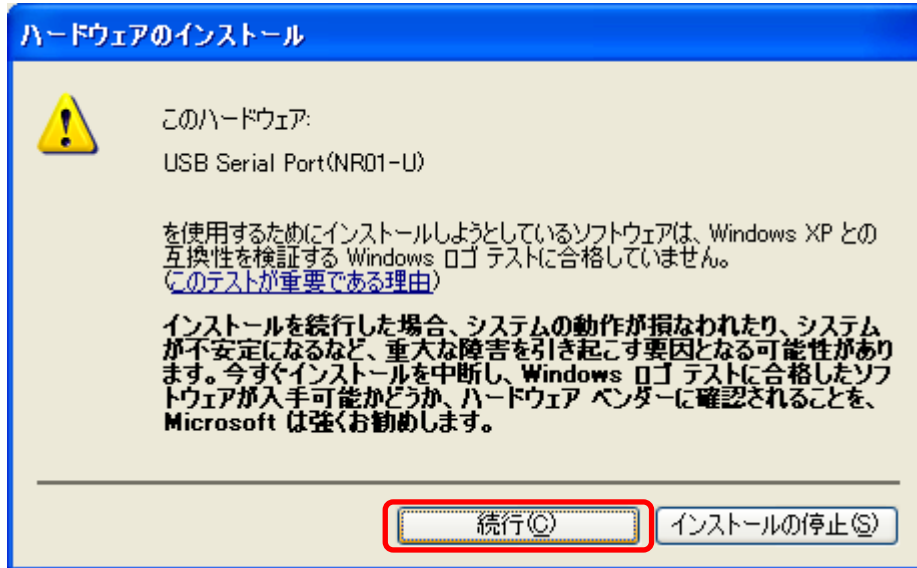 ハードウェアのインストール
このハードウェア:
USB Serial Port(NR01-U)
を使用するためにインストールしようとしているソフトウェアは、Windows XP との
互換性を検証する Windows ロゴ テストに合格していません。
(このテストが重要である理由)
インストールを続行した場合、システムの動作が損なわれたり、システム
が不安定になるなど、重大な障害を引き起こす要因となる可能性があり
ます。今すぐインストールを中断し、Windows ロゴ テストに合格したソフ
トウェアが入手可能かどうか、ハードウェア ベンダーに確認されることを、
Microsoft は強くお勧めします。
続行(C) インストールの停止(S)